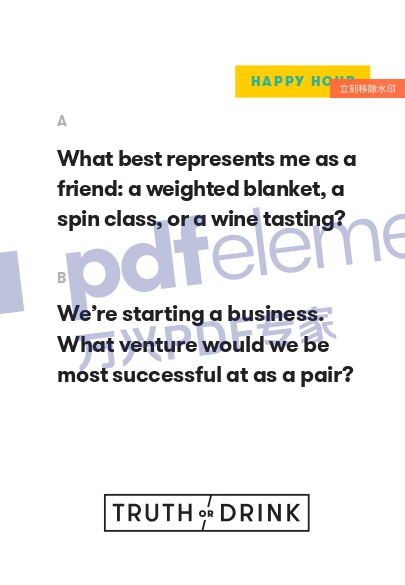 HAPPY HOUR
立刻移除水印
A
What best represents me as a
friend: a weighted blanket, a
spin class, or a wine tasting?
pdfeleme
B
We’re starting a business.
What venture would we be
most successful at as a pair?
万兴PDF专家
TRUTH OR DRINK